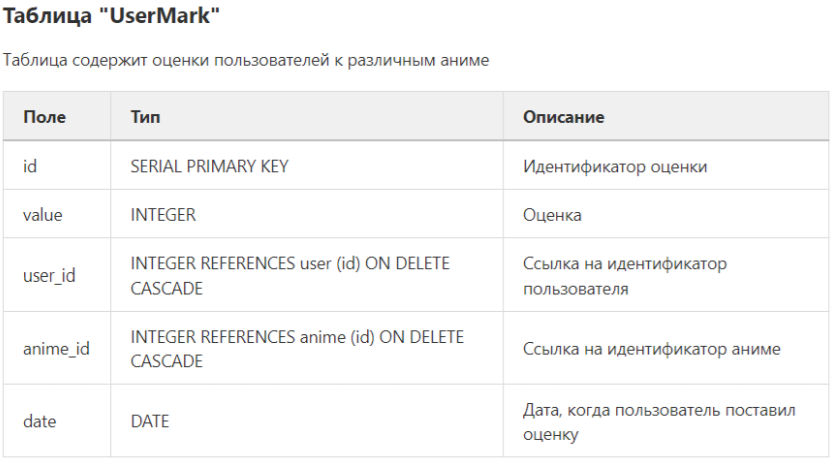 Таблица "UserMark"
Таблица содержит оценки пользователей к различным аниме
Поле Тип Описание
id SERIAL PRIMARY KEY Идентификатор оценки
value INTEGER Оценка
user_id INTEGER REFERENCES user (id) ON DELETE CASCADE Ссылка на идентификатор пользователя
anime_id INTEGER REFERENCES anime (id) ON DELETE CASCADE Ссылка на идентификатор аниме
date DATE Дата, когда пользователь поставил оценку